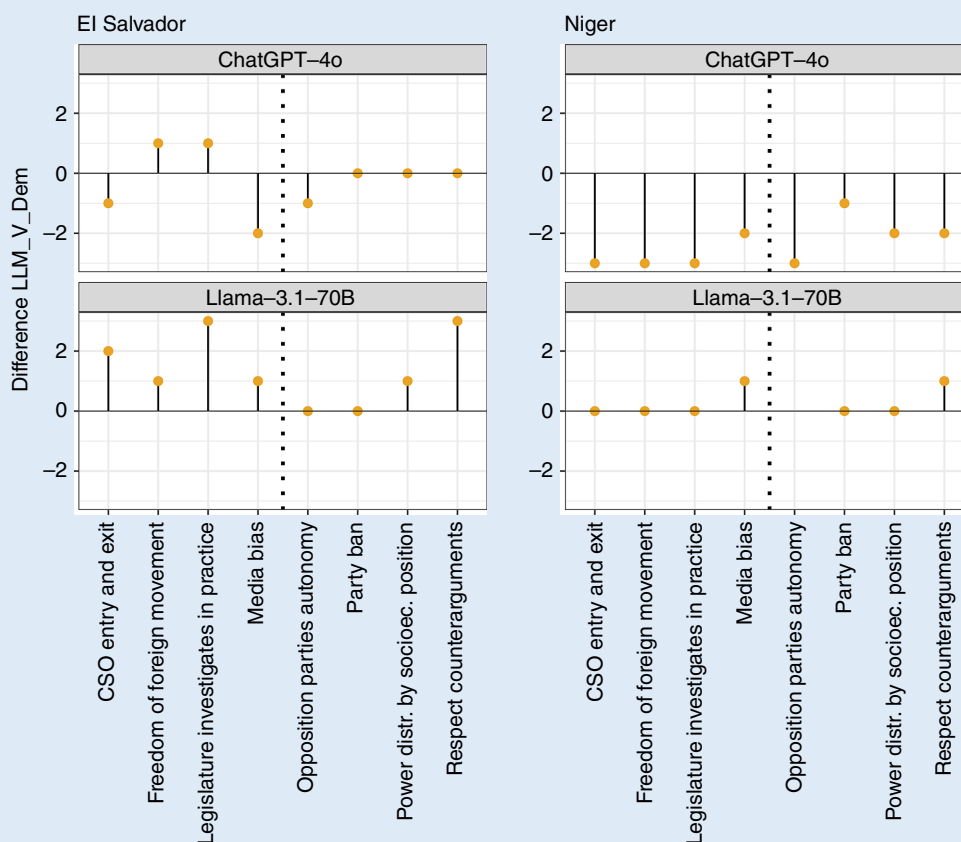 El Salvador
ChatGPT–4o
2
0
–2
Llama–3.1–70B
2
0
–2
Difference LLM_V_Dem
CSO entry and exit
Freedom of foreign movement
Legislature investigates in practice
Media bias
Opposition parties autonomy
Party ban
Power distr. by socioec. position
Respect counterarguments
Niger
ChatGPT–4o
2
0
–2
Llama–3.1–70B
2
0
–2
CSO entry and exit
Freedom of foreign movement
Legislature investigates in practice
Media bias
Opposition parties autonomy
Party ban
Power distr. by socioec. position
Respect counterarguments